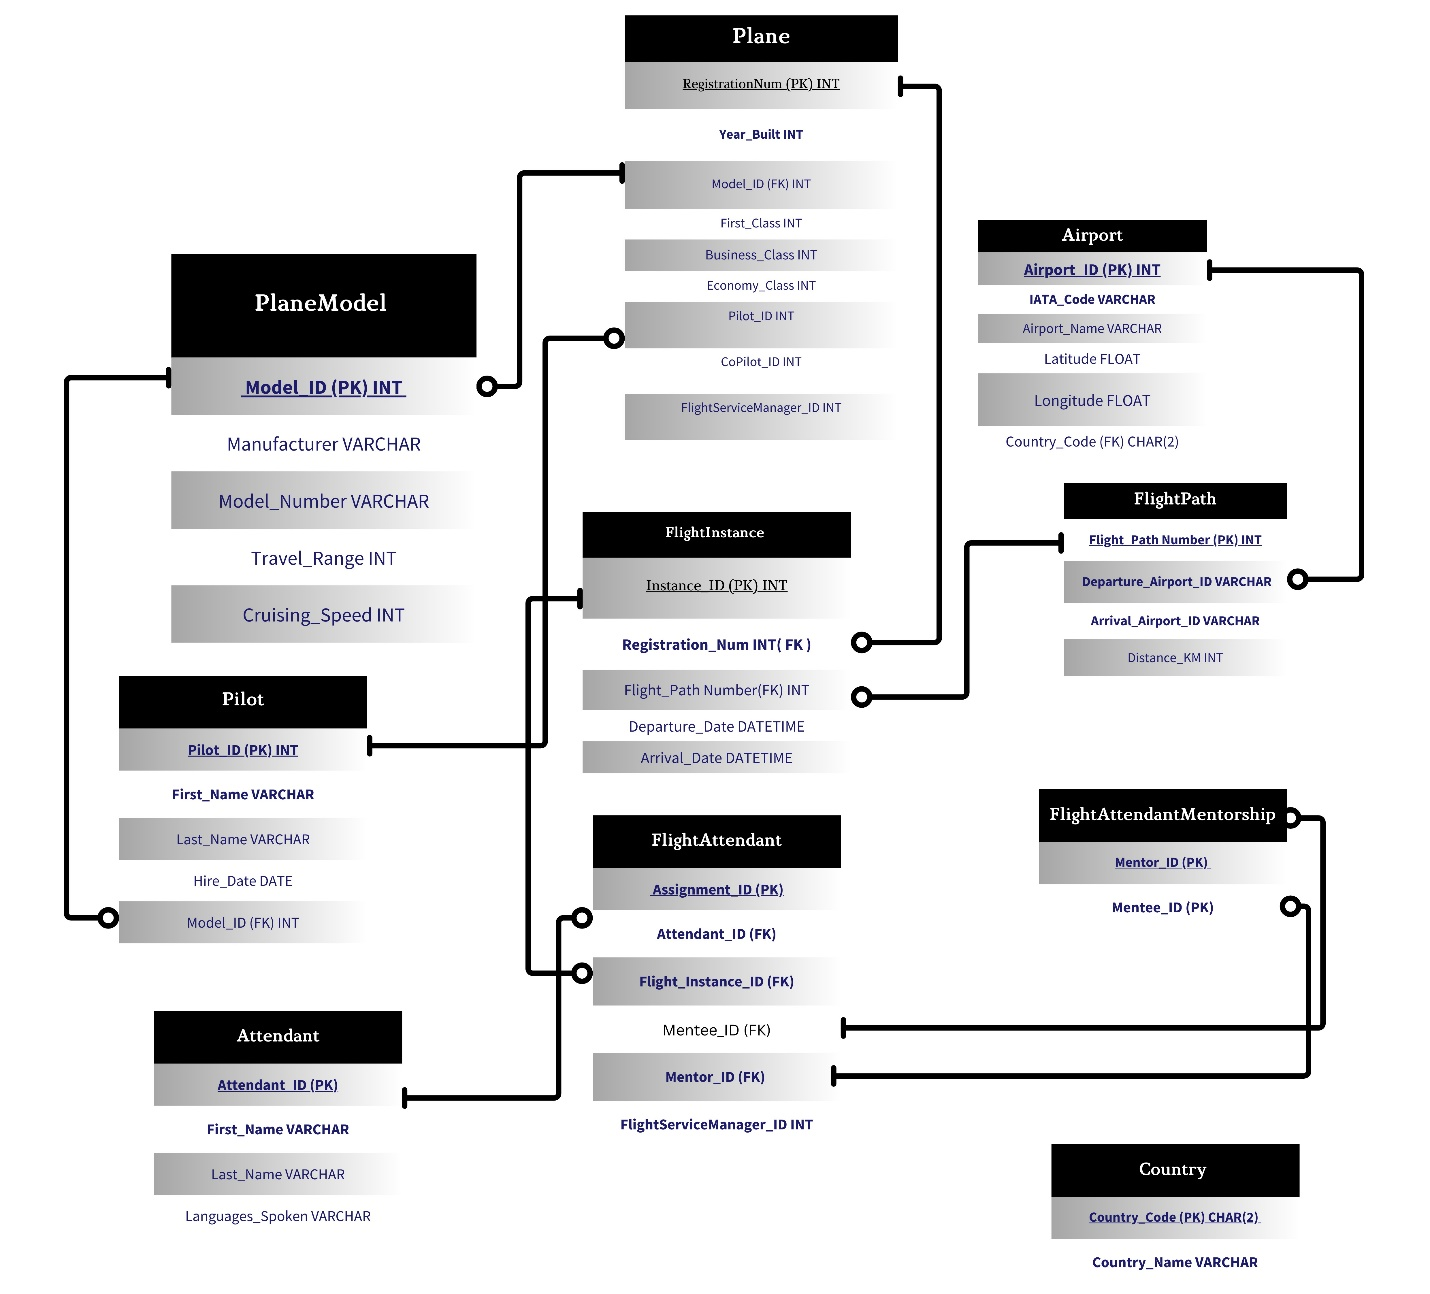 Plane
RegistrationNum (PK) INT
Year_Built INT
Model_ID (FK) INT
First_Class INT
Business_Class INT
Economy_Class INT
Pilot_ID INT
CoPilot_ID INT
FlightServiceManager_ID INT
PlaneModel
Model_ID (PK) INT
Manufacturer VARCHAR
Model_Number VARCHAR
Travel_Range INT
Cruising_Speed INT
Airport
Airport_ID (PK) INT
IATA_Code VARCHAR
Airport_Name VARCHAR
Latitude FLOAT
Longitude FLOAT
Country_Code (FK) CHAR(2)
FlightPath
Flight_Path Number (PK) INT
Departure_Airport_ID VARCHAR
Arrival_Airport_ID VARCHAR
Distance_KM INT
FlightInstance
Instance_ID (PK) INT
Registration_Num INT( FK )
Flight_Path Number(FK) INT
Departure_Date DATETIME
Arrival_Date DATETIME
Pilot
Pilot_ID (PK) INT
First_Name VARCHAR
Last_Name VARCHAR
Hire_Date DATE
Model_ID (FK) INT
FlightAttendant
Assignment_ID (PK)
Attendant_ID (FK)
Flight_Instance_ID (FK)
Mentee_ID (FK)
Mentor_ID (FK)
FlightServiceManager_ID INT
FlightAttendantMentorship
Mentor_ID (PK)
Mentee_ID (PK)
Attendant
Attendant_ID (PK)
First_Name VARCHAR
Last_Name VARCHAR
Languages_Spoken VARCHAR
Country
Country_Code (PK) CHAR(2)
Country_Name VARCHAR